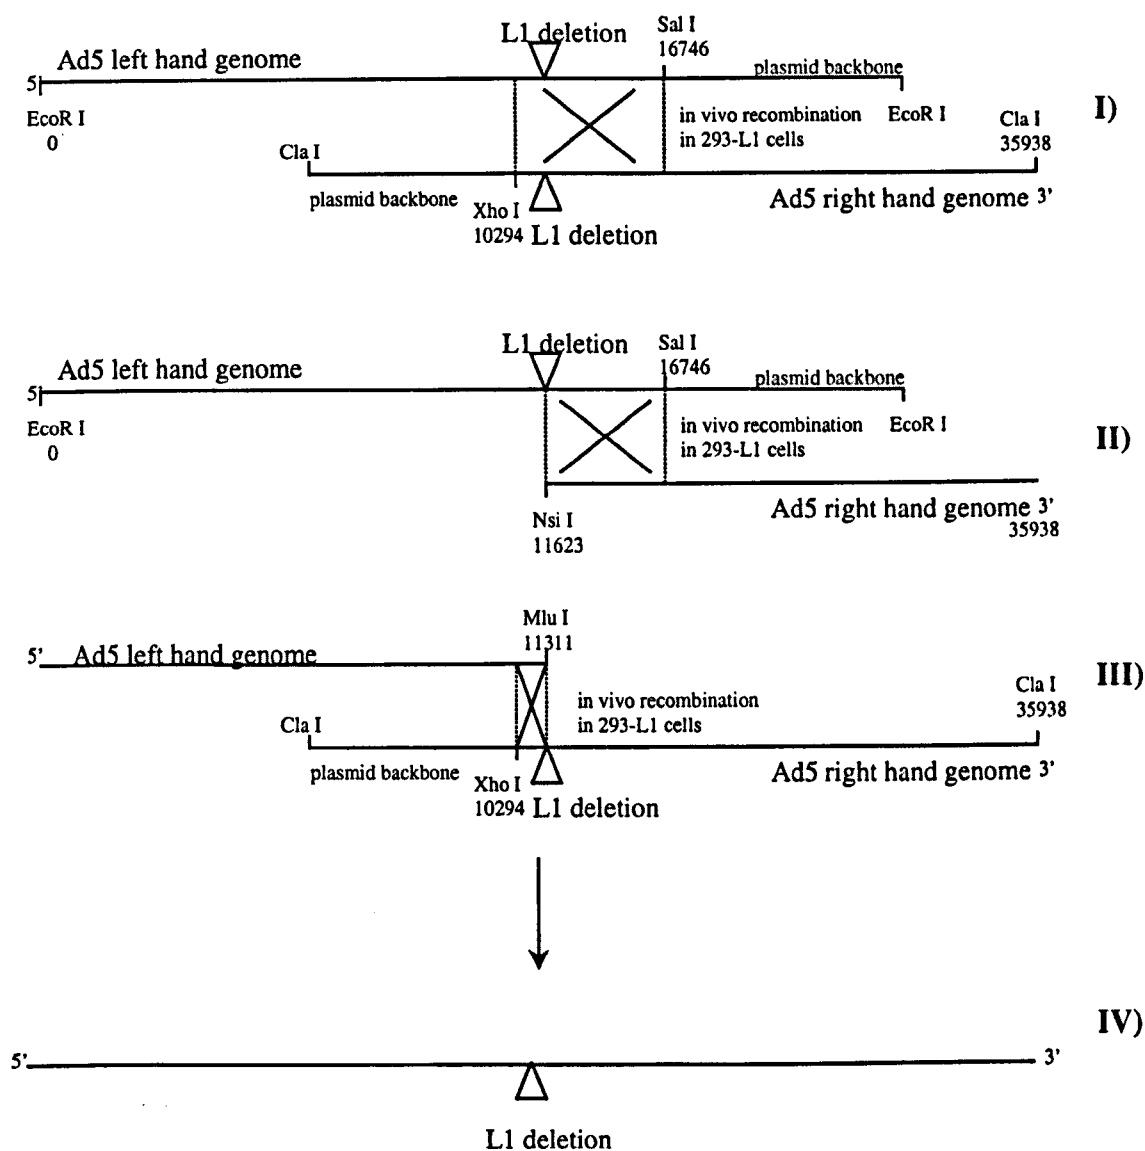 L1 deletion
Sal I
16746
Ad5 left hand genome
plasmid backbone
5'
EcoR I
0
in vivo recombination
in 293-L1 cells
EcoR I
Cla I
35938
I)
Cla I
plasmid backbone
Xho I
10294
L1 deletion
Ad5 right hand genome 3'
L1 deletion
Sal I
16746
Ad5 left hand genome
plasmid backbone
5'
EcoR I
0
in vivo recombination
in 293-L1 cells
EcoR I
II)
Nsi I
11623
Ad5 right hand genome 3'
35938
Mlu I
11311
5'
Ad5 left hand genome
in vivo recombination
in 293-L1 cells
Cla I
35938
III)
Cla I
plasmid backbone
Xho I
10294
L1 deletion
Ad5 right hand genome 3'
IV)
5'
3'
L1 deletion